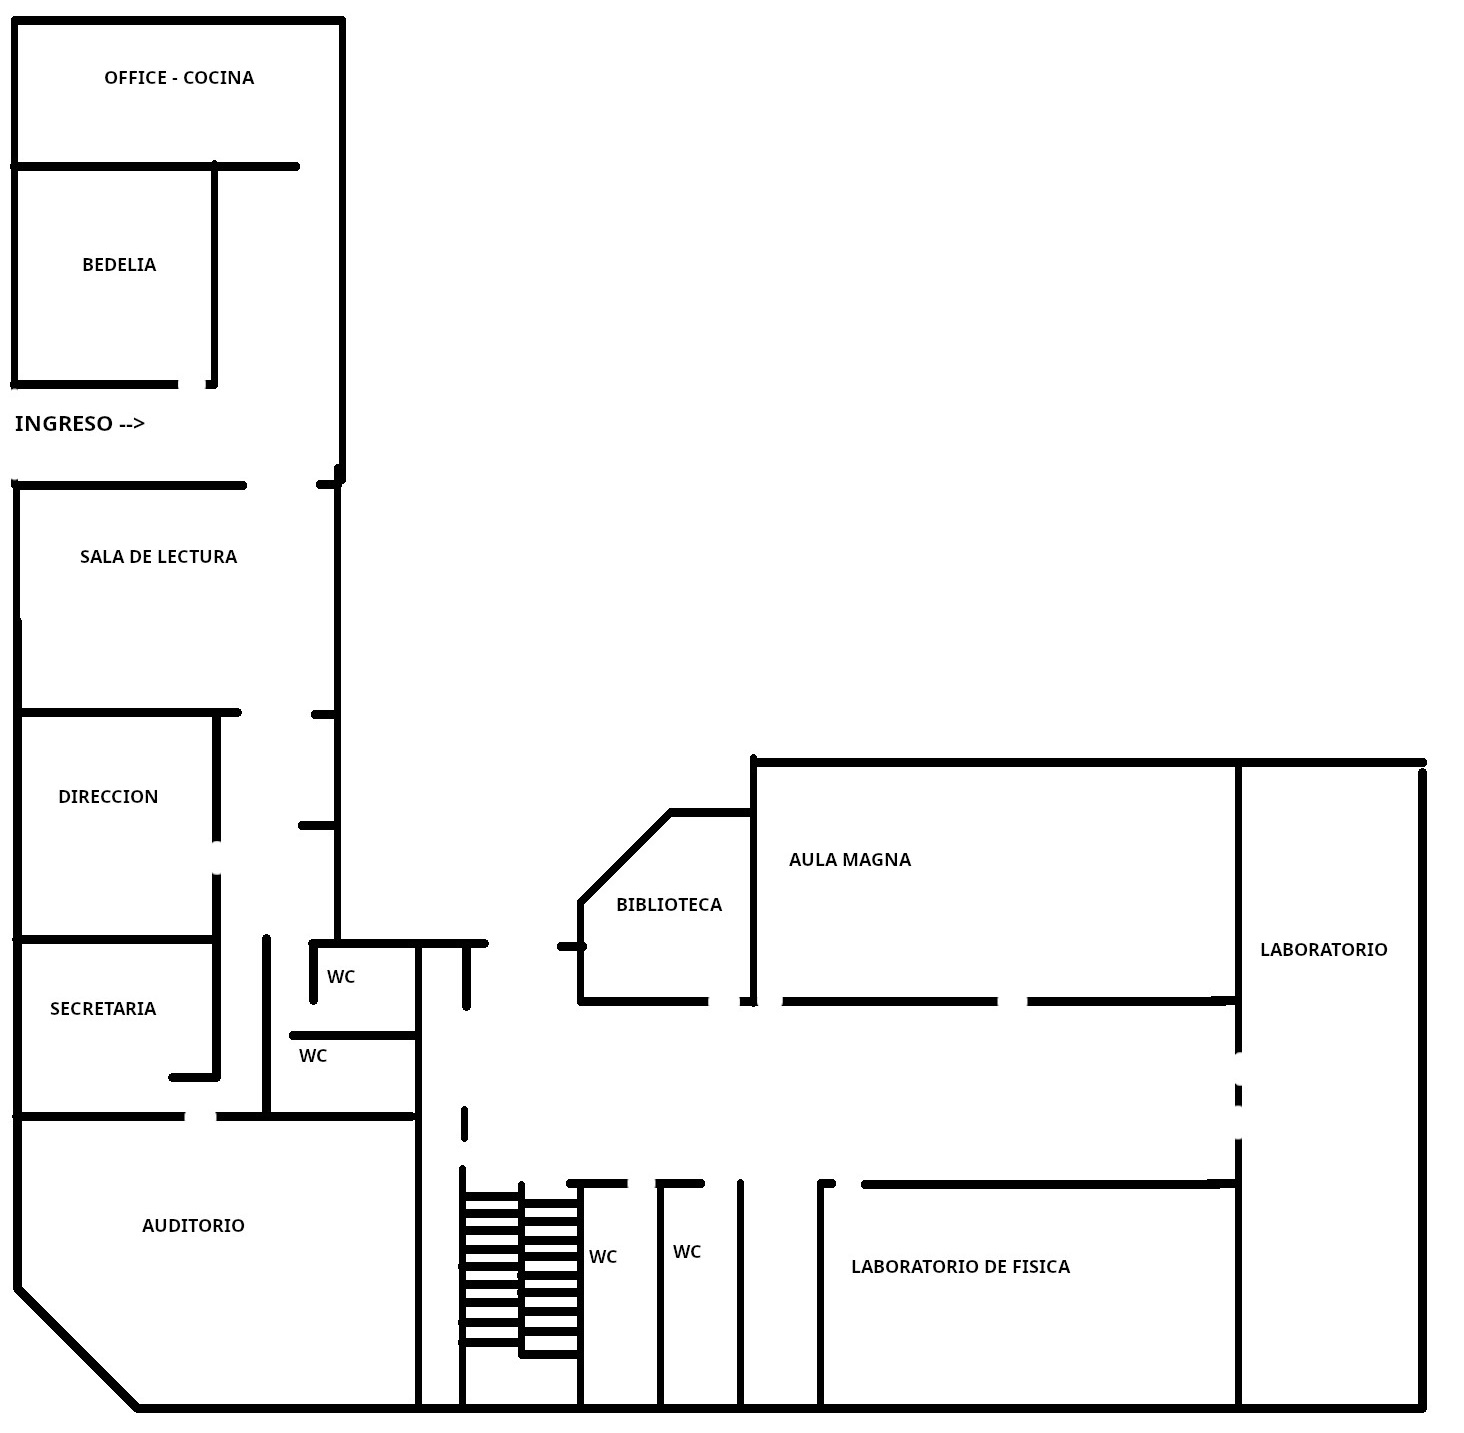 OFFICE - COCINA
BEDELIA
INGRESO -->
SALA DE LECTURA
DIRECCION
AULA MAGNA
BIBLIOTECA
LABORATORIO
WC
SECRETARIA
WC
AUDITORIO
WC
WC
LABORATORIO DE FISICA